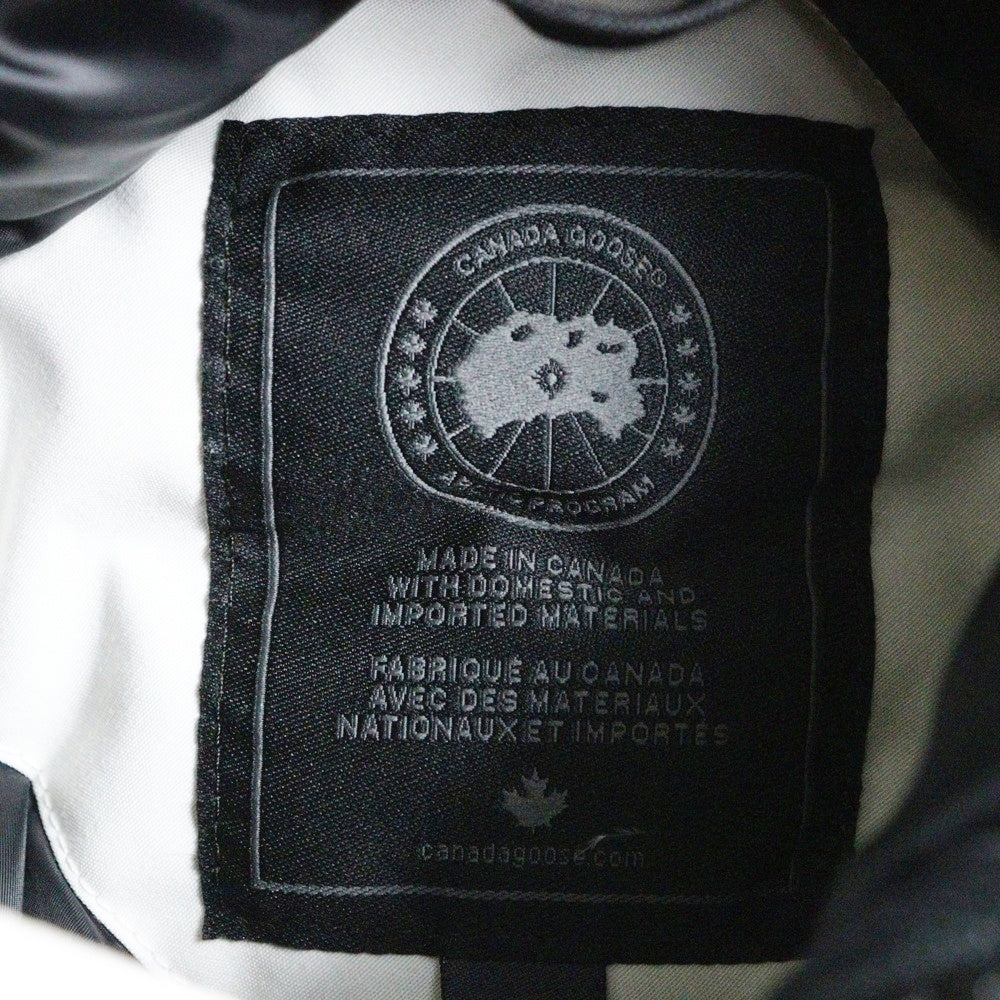 CANADA GOOSE®
ARCTIC PROGRAM
MADE IN CANADA
WITH DOMESTIC AND
IMPORTED MATERIALS
FABRIQUÉ AU CANADA
AVEC DES MATERIAUX
NATIONAUX ET IMPORTÉS
canadagoose.com